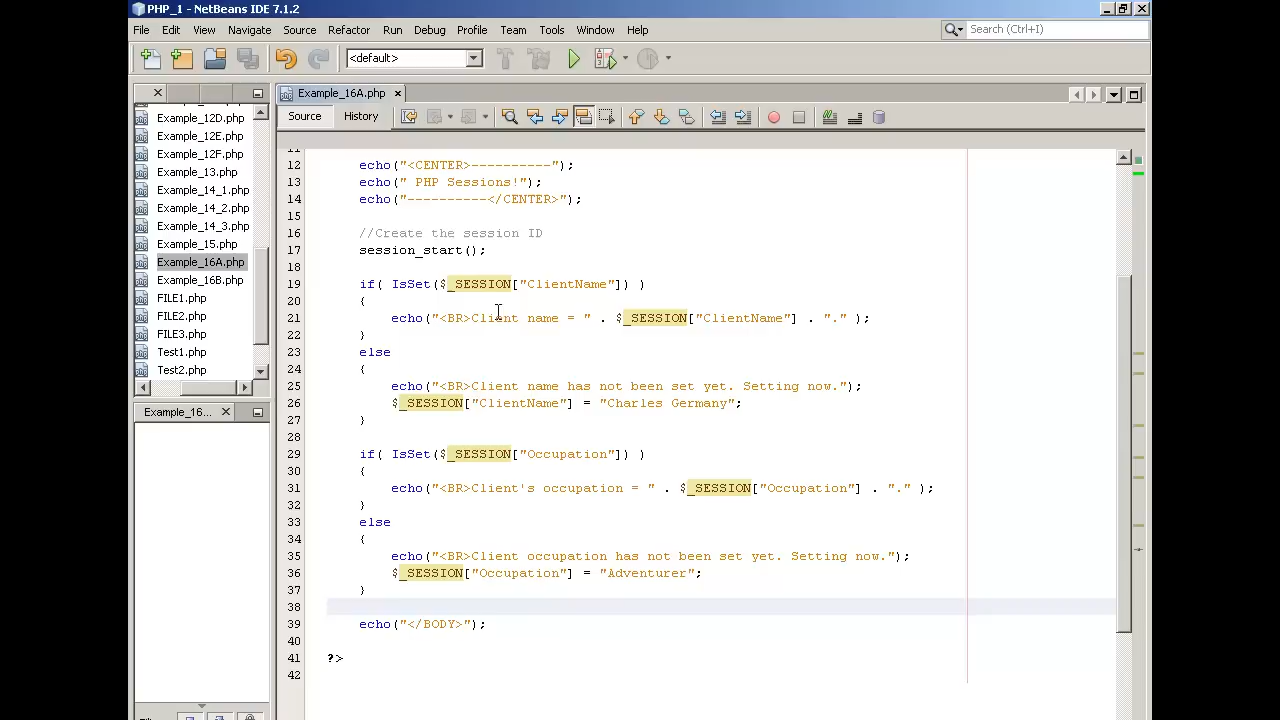 PHP_1 - NetBeans IDE 7.1.2
File Edit View Navigate Source Refactor Run Debug Profile Team Tools Window Help
Search (Ctrl+I)
<default>
Example_16A.php
Source History
Example_12D.php
Example_12E.php
Example_12F.php
Example_13.php
Example_14_1.php
Example_14_2.php
Example_14_3.php
Example_15.php
Example_16A.php
Example_16B.php
FILE1.php
FILE2.php
FILE3.php
Test1.php
Test2.php
Example_16...
11
12 echo("<CENTER>----------");
13 echo(" PHP Sessions!");
14 echo("----------</CENTER>");
15
16 //Create the session ID
17 session_start();
18
19 if( IsSet($_SESSION["ClientName"]) )
20 {
21 echo("<BR>Client name = " . $_SESSION["ClientName"] . "." );
22 }
23 else
24 {
25 echo("<BR>Client name has not been set yet. Setting now.");
26 $_SESSION["ClientName"] = "Charles Germany";
27 }
28
29 if( IsSet($_SESSION["Occupation"]) )
30 {
31 echo("<BR>Client's occupation = " . $_SESSION["Occupation"] . "." );
32 }
33 else
34 {
35 echo("<BR>Client occupation has not been set yet. Setting now.");
36 $_SESSION["Occupation"] = "Adventurer";
37 }
38
39 echo("</BODY>");
40
41 ?>
42